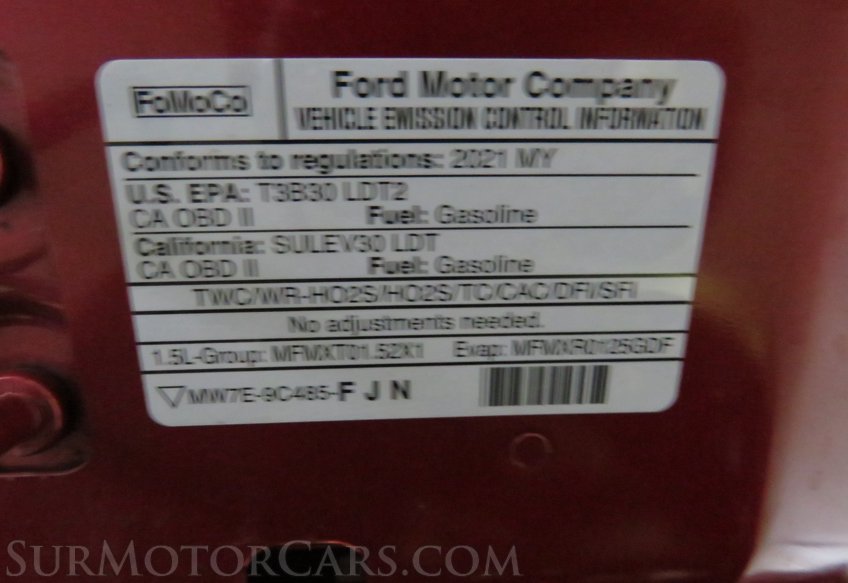 FoMoCo
Ford Motor Company
VEHICLE EMISSION CONTROL INFORMATION
Conforms to regulations: 2021 MY
U.S. EPA: T3B30 LDT2
CA OBD II Fuel: Gasoline
California: SULEV30 LDT
CA OBD II Fuel: Gasoline
TWC/WR-HO2S/HO2S/TC/CAC/DFI/SFI
No adjustments needed.
1.5L-Group: MFMXT01.52X1 Evap: MFMXR0125GDF
MW7E-9C485-F J N
SURMOTORCARS.COM